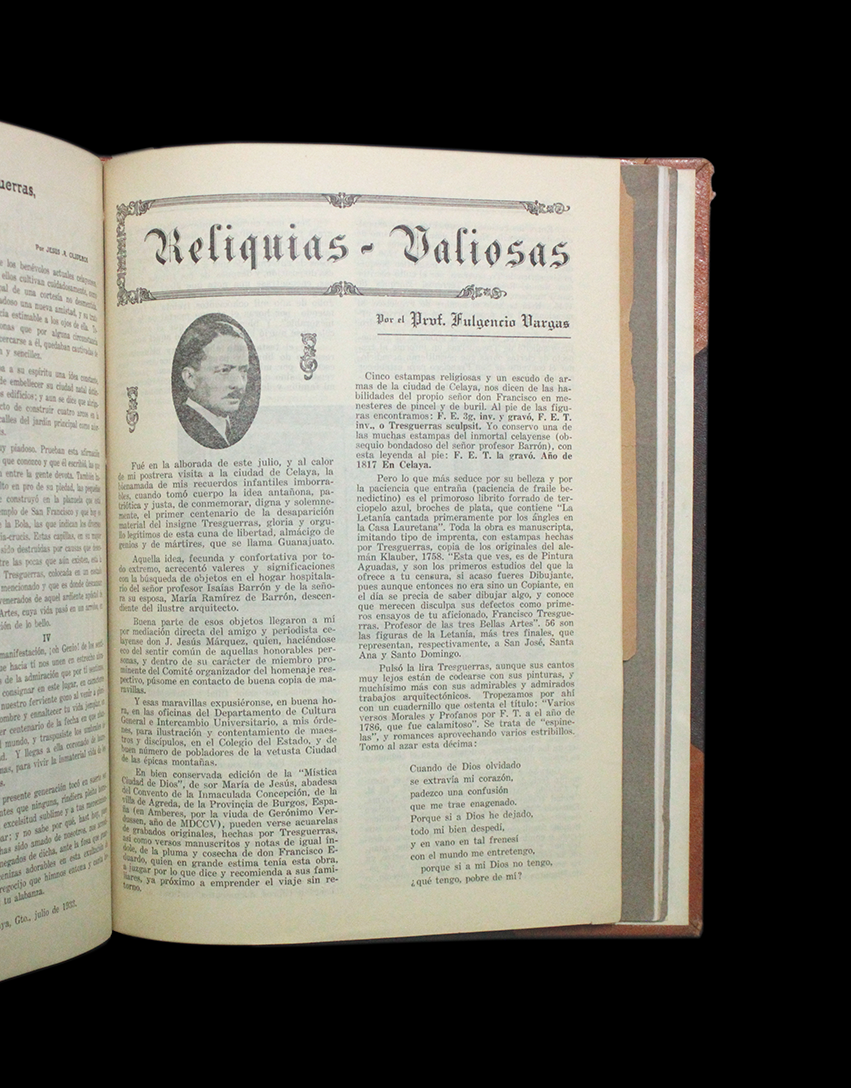 uerras,
Por JESUS A OLIVEROS
IV
Gto., julio de 1933.
Reliquias - Valiosas
Por el Prof. Fulgencio Vargas
Fué en la alborada de este julio, y al calor
de mi postrera visita a la ciudad de Celaya, la
bienamada de mis recuerdos infantiles imborra-
bles, cuando tomó cuerpo la idea antañona, pa-
triótica y justa, de conmemorar, digna y solemne-
mente, el primer centenario de la desaparición
material del insigne Tresguerras, gloria y orgu-
llo legítimos de esta cuna de libertad, almácigo de
genios y de mártires, que se llama Guanajuato.
Aquella idea, fecunda y confortativa por to-
do extremo, acrecentó valeres y significaciones
con la búsqueda de objetos en el hogar hospitala-
rio del señor profesor Isaías Barrón y de la seño-
ra su esposa, María Ramírez de Barrón, descen-
diente del ilustre arquitecto.
Buena parte de esos objetos llegaron a mí
por mediación directa del amigo y periodista ce-
layense don J. Jesús Márquez, quien, haciéndose
eco del sentir común de aquellas honorables per-
sonas, y dentro de su carácter de miembro pro-
minente del Comité organizador del homenaje res-
pectivo, púsome en contacto de buena copia de ma-
ravillas.
Y esas maravillas expusiéronse, en buena ho-
ra, en las oficinas del Departamento de Cultura
General e Intercambio Universitario, a mis órde-
nes, para ilustración y contentamiento de maes-
tros y discípulos, en el Colegio del Estado, y de
buen número de pobladores de la vetusta Ciudad
de las épicas montañas.
En bien conservada edición de la "Mística
Ciudad de Dios", de sor María de Jesús, abadesa
del Convento de la Inmaculada Concepción, de la
villa de Agreda, de la Provincia de Burgos, Espa-
ña (en Amberes, por la viuda de Gerónimo Ver-
dussen, año de MDCCV), pueden verse acuarelas
de grabados originales, hechas por Tresguerras,
así como versos manuscritos y notas de igual ín-
dole, de la pluma y cosecha de don Francisco E-
duardo, quien en grande estima tenía esta obra,
a juzgar por lo que dice y recomienda a sus fami-
liares, ya próximo a emprender el viaje sin re-
torno.
Cinco estampas religiosas y un escudo de ar-
mas de la ciudad de Celaya, nos dicen de las ha-
bilidades del propio señor don Francisco en me-
nesteres de pincel y de buril. Al pie de las figu-
ras encontramos: F. E. 3g. inv. y gravó, F. E. T.
inv., o Tresguerras sculpsit. Yo conservo una de
las muchas estampas del inmortal celayense (ob-
sequio bondadoso del señor profesor Barrón), con
esta leyenda al pie: F. E. T. la gravó. Año de
1817 En Celaya.
Pero lo que más seduce por su belleza y por
la paciencia que entraña (paciencia de fraile be-
nedictino) es el primoroso librito forrado de ter-
ciopelo azul, broches de plata, que contiene "La
Letanía cantada primeramente por los ángles en
la Casa Lauretana". Toda la obra es manuscripta,
imitando tipo de imprenta, con estampas hechas
por Tresguerras, copia de los originales del ale-
mán Klauber, 1758. "Esta que ves, es de Pintura
Aguadas, y son los primeros estudios del que la
ofrece a tu censura, si acaso fueres Dibujante,
pues aunque entonces no era sino un Copiante, en
el día se precia de saber dibujar algo, y conoce
que merecen disculpa sus defectos como prime-
ros ensayos de tu aficionado, Francisco Tresgue-
rras. Profesor de las tres Bellas Artes". 56 son
las figuras de la Letanía, más tres finales, que
representan, respectivamente, a San José, Santa
Ana y Santo Domingo.
Pulsó la lira Tresguerras, aunque sus cantos
muy lejos están de codearse con sus pinturas, y
muchísimo más con sus admirables y admirados
trabajos arquitectónicos. Tropezamos por ahí
con un cuadernillo que ostenta el título: "Varios
versos Morales y Profanos por F. T. a el año de
1786, que fue calamitoso". Se trata de "espine-
las", y romances aprovechando varios estribillos.
Tomo al azar esta décima:
Cuando de Dios olvidado
se extravía mi corazón,
padezco una confusión
que me trae enagenado.
Porque si a Dios he dejado,
todo mi bien despedí,
y en vano en tal frenesí
con el mundo me entretengo,
porque si a mi Dios no tengo,
¿qué tengo, pobre de mí?